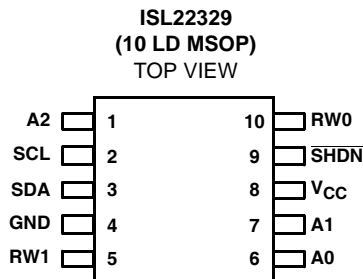 ISL22329
(10 LD MSOP)
TOP VIEW
A2 1 10 RW0
SCL 2 9 SHDN
SDA 3 8 VCC
GND 4 7 A1
RW1 5 6 A0